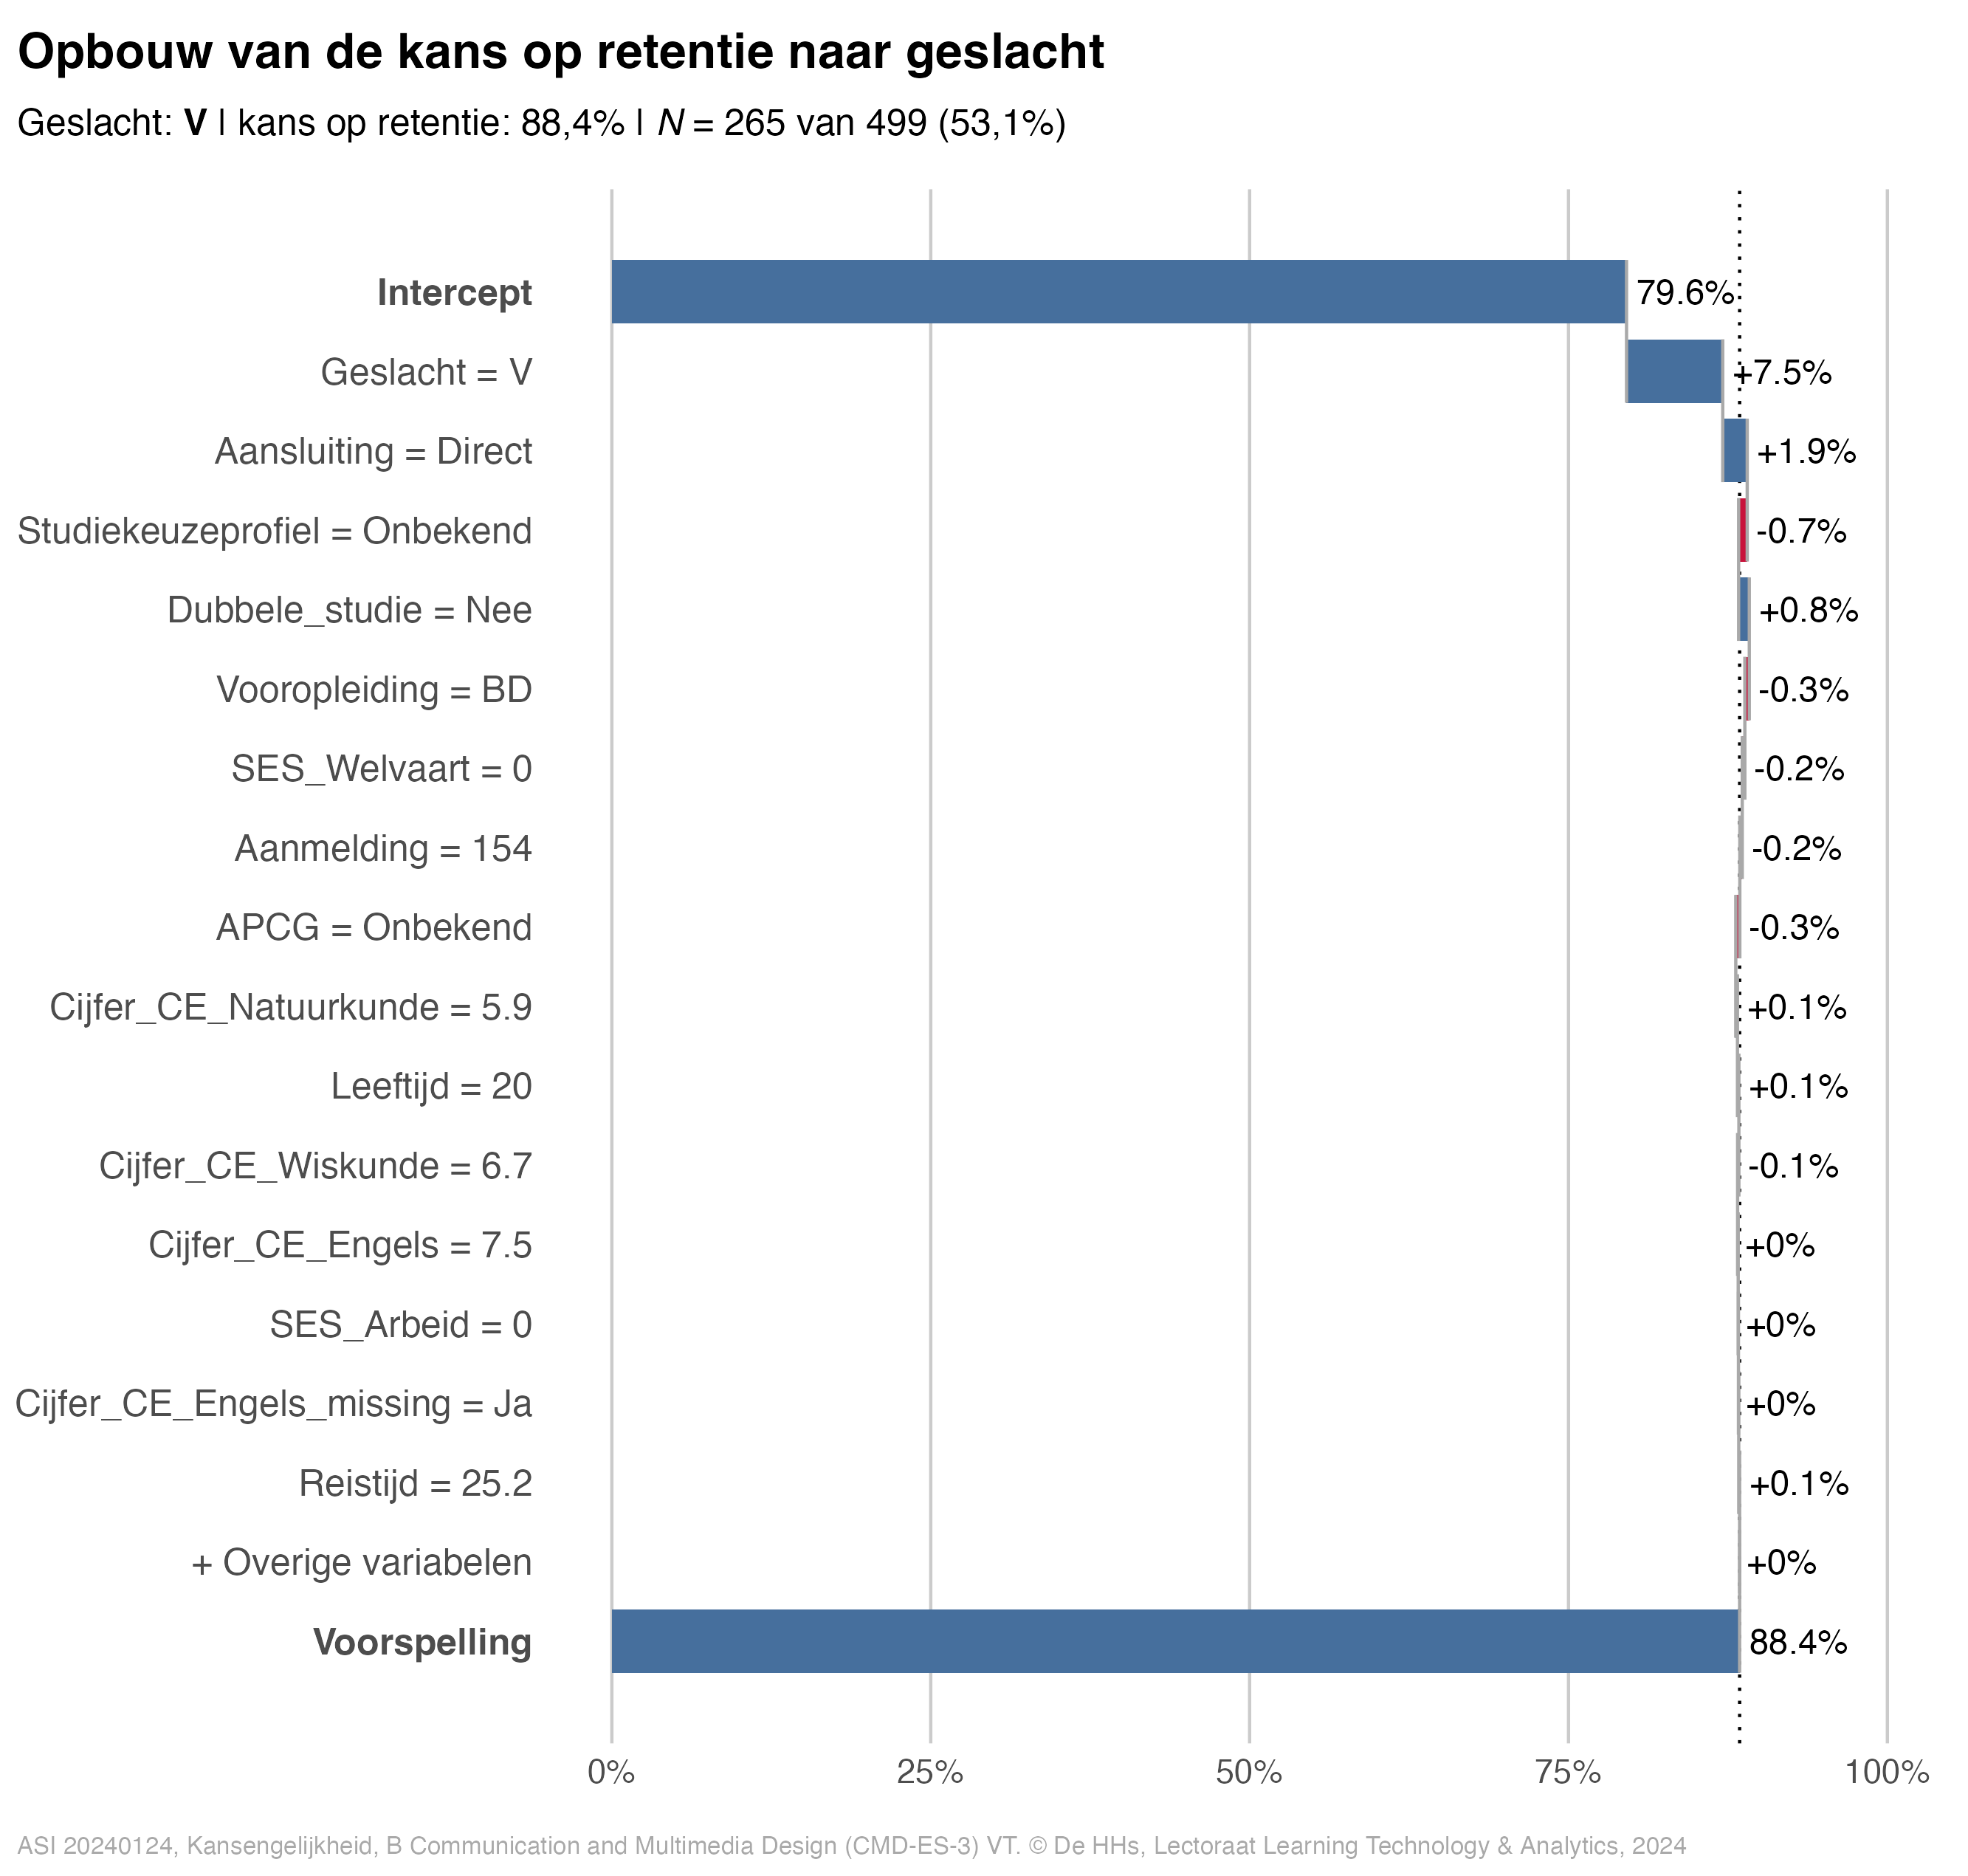 Opbouw van de kans op retentie naar geslacht
Geslacht: V | kans op retentie: 88,4% | N = 265 van 499 (53,1%)
Intercept 79.6%
Geslacht = V +7.5%
Aansluiting = Direct +1.9%
Studiekeuzeprofiel = Onbekend -0.7%
Dubbele_studie = Nee +0.8%
Vooropleiding = BD -0.3%
SES_Welvaart = 0 -0.2%
Aanmelding = 154 -0.2%
APCG = Onbekend -0.3%
Cijfer_CE_Natuurkunde = 5.9 +0.1%
Leeftijd = 20 +0.1%
Cijfer_CE_Wiskunde = 6.7 -0.1%
Cijfer_CE_Engels = 7.5 +0%
SES_Arbeid = 0 +0%
Cijfer_CE_Engels_missing = Ja +0%
Reistijd = 25.2 +0.1%
+ Overige variabelen +0%
Voorspelling 88.4%
0% 25% 50% 75% 100%
ASI 20240124, Kansengelijkheid, B Communication and Multimedia Design (CMD-ES-3) VT. © De HHs, Lectoraat Learning Technology & Analytics, 2024